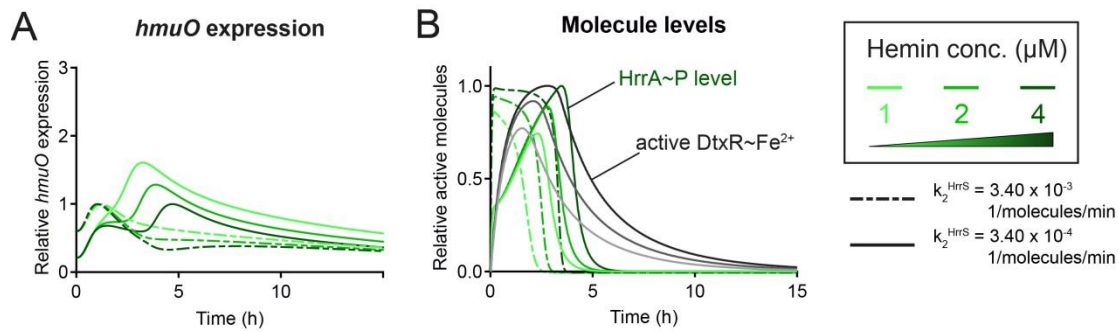 A
hmuO expression
Relative hmuO expression
3
2
1
0
0
5
10
Time (h)
B
Molecule levels
Relative active molecules
1.0
0.5
0.0
0
5
10
15
Time (h)
HrrA~P level
active DtxR~Fe²⁺
Hemin conc. (µM)
1 2 4
k₂ᴴʳʳˢ = 3.40 x 10⁻³
1/molecules/min
k₂ᴴʳʳˢ = 3.40 x 10⁻⁴
1/molecules/min